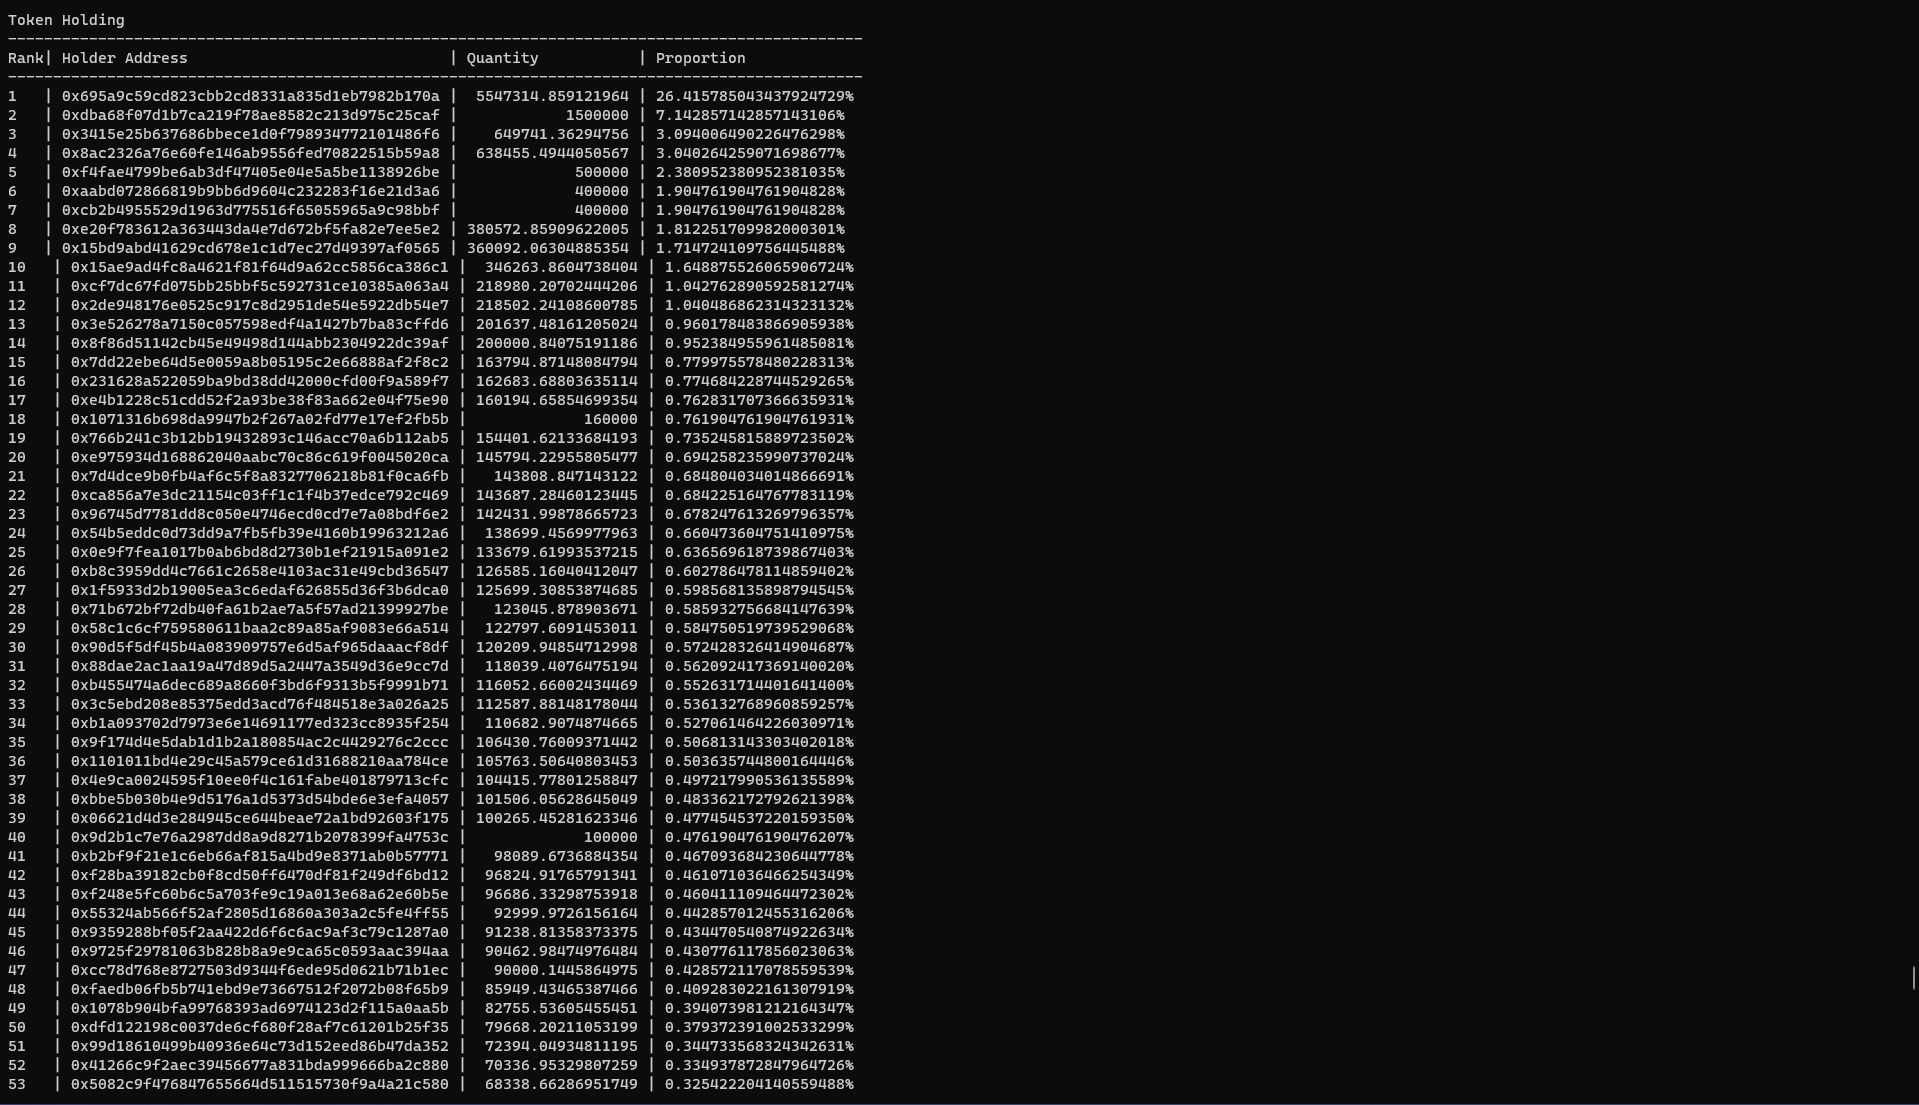 Token Holding
-----------------------------------------------------------------------------------------------
Rank| Holder Address                             | Quantity           | Proportion
-----------------------------------------------------------------------------------------------
1   | 0x695a9c59cd823cbb2cd8331a835d1eb7982b170a |  5547314.859121964 | 26.415785043437924729%
2   | 0xdba68f07d1b7ca219f78ae8582c213d975c25caf |            1500000 | 7.142857142857143106%
3   | 0x3415e25b637686bbece1d0f798934772101486f6 |    649741.36294756 | 3.094006490226476298%
4   | 0x8ac2326a76e60fe146ab9556fed70822515b59a8 |  638455.4944050567 | 3.040264259071698677%
5   | 0xf4fae4799be6ab3df47405e04e5a5be1138926be |             500000 | 2.380952380952381035%
6   | 0xaabd072866819b9bb6d9604c232283f16e21d3a6 |             400000 | 1.904761904761904828%
7   | 0xcb2b4955529d1963d775516f65055965a9c98bbf |             400000 | 1.904761904761904828%
8   | 0xe20f783612a363443da4e7d672bf5fa82e7ee5e2 | 380572.85909622005 | 1.812251709982000301%
9   | 0x15bd9abd41629cd678e1c1d7ec27d49397af0565 | 360092.06304885354 | 1.714724109756445488%
10   | 0x15ae9ad4fc8a4621f81f64d9a62cc5856ca386c1 |  346263.8604738404 | 1.648875526065906724%
11   | 0xcf7dc67fd075bb25bbf5c592731ce10385a063a4 | 218980.20702444206 | 1.042762890592581274%
12   | 0x2de948176e0525c917c8d2951de54e5922db54e7 | 218502.24108600785 | 1.040486862314323132%
13   | 0x3e526278a7150c057598edf4a1427b7ba83cffd6 | 201637.48161205024 | 0.960178483866905938%
14   | 0x8f86d51142cb45e49498d144abb2304922dc39af | 200000.84075191186 | 0.952384955961485081%
15   | 0x7dd22ebe64d5e0059a8b05195c2e66888af2f8c2 | 163794.87148084794 | 0.779975578480228313%
16   | 0x231628a522059ba9bd38dd42000cfd00f9a589f7 | 162683.68803635114 | 0.774684228744529265%
17   | 0xe4b1228c51cdd52f2a93be38f83a662e04f75e90 | 160194.65854699354 | 0.762831707366635931%
18   | 0x1071316b698da9947b2f267a02fd77e17ef2fb5b |             160000 | 0.761904761904761931%
19   | 0x766b241c3b12bb19432893c146acc70a6b112ab5 | 154401.62133684193 | 0.735245815889723502%
20   | 0xe975934d168862040aabc70c86c619f0045020ca | 145794.22955805477 | 0.694258235990737024%
21   | 0x7d4dce9b0fb4af6c5f8a8327706218b81f0ca6fb |   143808.847143122 | 0.684804034014866691%
22   | 0xca856a7e3dc21154c03ff1c1f4b37edce792c469 | 143687.28460123445 | 0.684225164767783119%
23   | 0x96745d7781dd8c050e4746ecd0cd7e7a08bdf6e2 | 142431.99878665723 | 0.678247613269796357%
24   | 0x54b5eddc0d73dd9a7fb5fb39e4160b19963212a6 |  138699.4569977963 | 0.660473604751410975%
25   | 0x0e9f7fea1017b0ab6bd8d2730b1ef21915a091e2 | 133679.61993537215 | 0.636569618739867403%
26   | 0xb8c3959dd4c7661c2658e4103ac31e49cbd36547 | 126585.16040412047 | 0.602786478114859402%
27   | 0x1f5933d2b19005ea3c6edaf626855d36f3b6dca0 | 125699.30853874685 | 0.598568135898794545%
28   | 0x71b672bf72db40fa61b2ae7a5f57ad21399927be |   123045.878903671 | 0.585932756684147639%
29   | 0x58c1c6cf759580611baa2c89a85af9083e66a514 |  122797.6091453011 | 0.584750519739529068%
30   | 0x90d5f5df45b4a083909757e6d5af965daaacf8df | 120209.94854712998 | 0.572428326414904687%
31   | 0x88dae2ac1aa19a47d89d5a2447a3549d36e9cc7d |  118039.4076475194 | 0.562092417369140020%
32   | 0xb455474a6dec689a8660f3bd6f9313b5f9991b71 | 116052.66002434469 | 0.552631714401641400%
33   | 0x3c5ebd208e85375edd3acd76f484518e3a026a25 | 112587.88148178044 | 0.536132768960859257%
34   | 0xb1a093702d7973e6e14691177ed323cc8935f254 |  110682.9074874665 | 0.527061464226030971%
35   | 0x9f174d4e5dab1d1b2a180854ac2c4429276c2ccc | 106430.76009371442 | 0.506813143303402018%
36   | 0x1101011bd4e29c45a579ce61d31688210aa784ce | 105763.50640803453 | 0.503635744800164446%
37   | 0x4e9ca0024595f10ee0f4c161fabe401879713cfc | 104415.77801258847 | 0.497217990536135589%
38   | 0xbbe5b030b4e9d5176a1d5373d54bde6e3efa4057 | 101506.05628645049 | 0.483362172792621398%
39   | 0x06621d4d3e284945ce644beae72a1bd92603f175 | 100265.45281623346 | 0.477454537220159350%
40   | 0x9d2b1c7e76a2987dd8a9d8271b2078399fa4753c |             100000 | 0.476190476190476207%
41   | 0xb2bf9f21e1c6eb66af815a4bd9e8371ab0b57771 |   98089.6736884354 | 0.467093684230644778%
42   | 0xf28ba39182cb0f8cd50ff6470df81f249df6bd12 |  96824.91765791341 | 0.461071036466254349%
43   | 0xf248e5fc60b6c5a703fe9c19a013e68a62e60b5e |  96686.33298753918 | 0.460411109464472302%
44   | 0x55324ab566f52af2805d16860a303a2c5fe4ff55 |   92999.9726156164 | 0.442857012455316206%
45   | 0x9359288bf05f2aa422d6f6c6ac9af3c79c1287a0 |  91238.81358373375 | 0.434470540874922634%
46   | 0x9725f29781063b828b8a9e9ca65c0593aac394aa |  90462.98474976484 | 0.430776117856023063%
47   | 0xcc78d768e8727503d9344f6ede95d0621b71b1ec |   90000.1445864975 | 0.428572117078559539%
48   | 0xfaedb06fb5b741ebd9e73667512f2072b08f65b9 |  85949.43465387466 | 0.409283022161307919%
49   | 0x1078b904bfa99768393ad6974123d2f115a0aa5b |  82755.53605455451 | 0.394073981212164347%
50   | 0xdfd122198c0037de6cf680f28af7c61201b25f35 |  79668.20211053199 | 0.379372391002533299%
51   | 0x99d18610499b40936e64c73d152eed86b47da352 |  72394.04934811195 | 0.344733568324342631%
52   | 0x41266c9f2aec39456677a831bda999666ba2c880 |  70336.95329807259 | 0.334937872847964726%
53   | 0x5082c9f476847655664d511515730f9a4a21c580 |  68338.66286951749 | 0.325422204140559488%